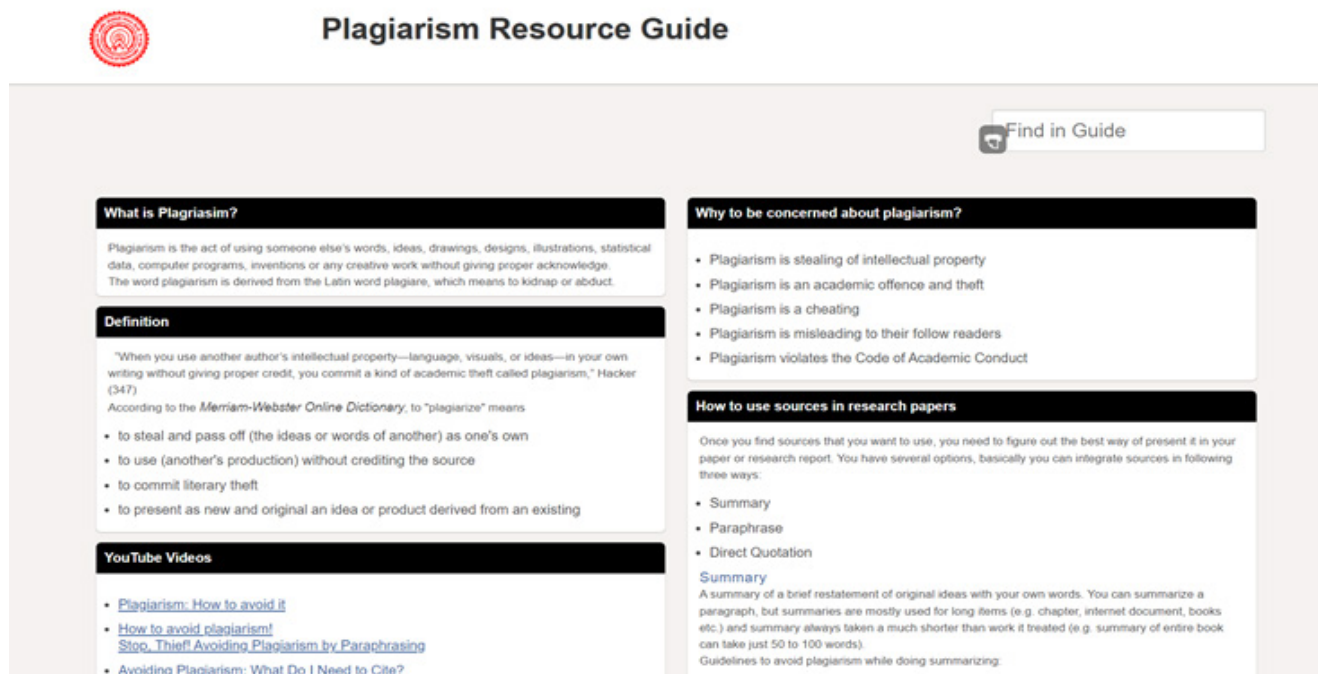 Plagiarism Resource Guide
Find in Guide
What is Plagriasim?
Plagiarism is the act of using someone else's words, ideas, drawings, designs, illustrations, statistical
data, computer programs, inventions or any creative work without giving proper acknowledge.
The word plagiarism is derived from the Latin word plagiare, which means to kidnap or abduct.
Definition
"When you use another author's intellectual property—language, visuals, or ideas—in your own
writing without giving proper credit, you commit a kind of academic theft called plagiarism," Hacker
(347)
According to the Merriam-Webster Online Dictionary, to "plagiarize" means
• to steal and pass off (the ideas or words of another) as one's own
• to use (another's production) without crediting the source
• to commit literary theft
• to present as new and original an idea or product derived from an existing
YouTube Videos
• Plagiarism: How to avoid it
• How to avoid plagiarism!
Stop, Thief! Avoiding Plagiarism by Paraphrasing
• Avoiding Plagiarism: What Do I Need to Cite?
Why to be concerned about plagiarism?
• Plagiarism is stealing of intellectual property
• Plagiarism is an academic offence and theft
• Plagiarism is a cheating
• Plagiarism is misleading to their follow readers
• Plagiarism violates the Code of Academic Conduct
How to use sources in research papers
Once you find sources that you want to use, you need to figure out the best way of present it in your
paper or research report. You have several options, basically you can integrate sources in following
three ways:
• Summary
• Paraphrase
• Direct Quotation
Summary
A summary of a brief restatement of original ideas with your own words. You can summarize a
paragraph, but summaries are mostly used for long items (e.g. chapter, internet document, books
etc.) and summary always taken a much shorter than work it treated (e.g. summary of entire book
can take just 50 to 100 words).
Guidelines to avoid plagiarism while doing summarizing: